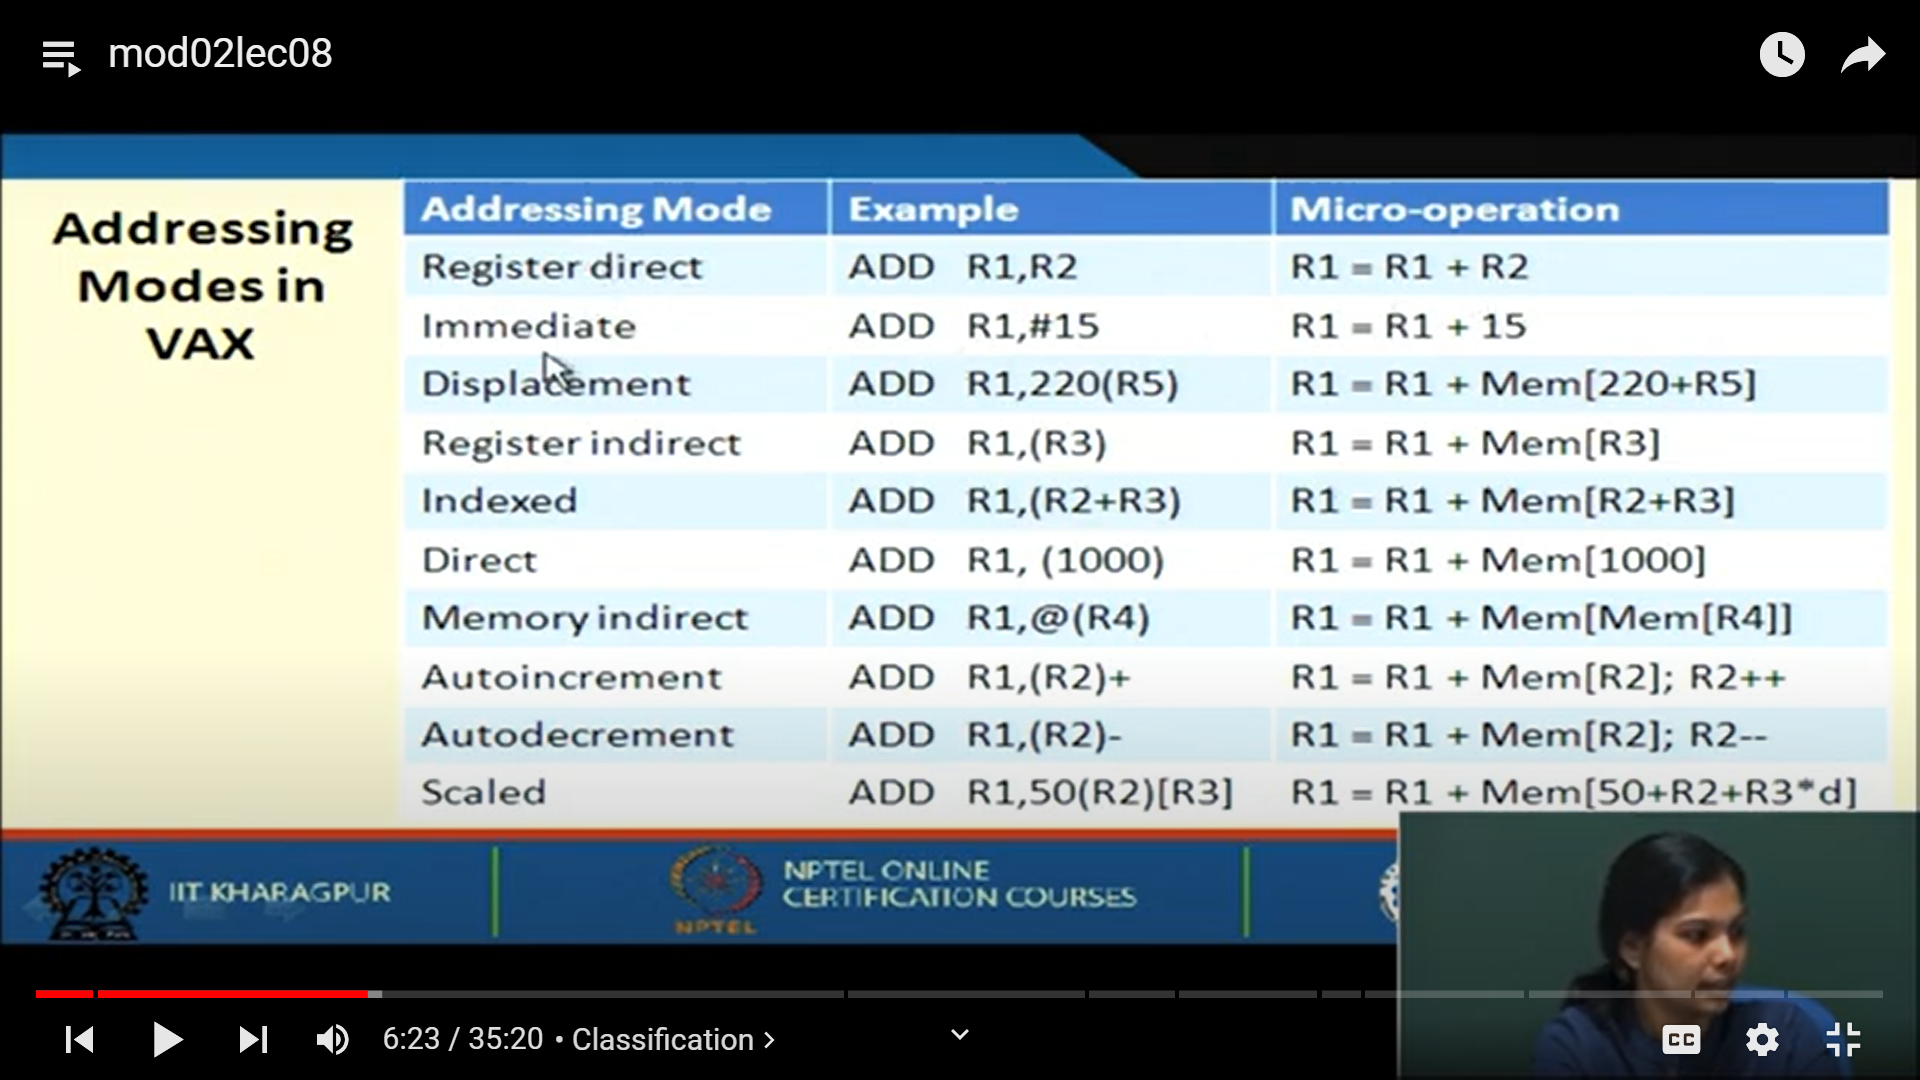 mod02lec08
Addressing
Modes in
VAX
Addressing Mode Example Micro-operation
Register direct ADD R1,R2 R1 = R1 + R2
Immediate ADD R1,#15 R1 = R1 + 15
Displacement ADD R1,220(R5) R1 = R1 + Mem[220+R5]
Register indirect ADD R1,(R3) R1 = R1 + Mem[R3]
Indexed ADD R1,(R2+R3) R1 = R1 + Mem[R2+R3]
Direct ADD R1, (1000) R1 = R1 + Mem[1000]
Memory indirect ADD R1,@(R4) R1 = R1 + Mem[Mem[R4]]
Autoincrement ADD R1,(R2)+ R1 = R1 + Mem[R2]; R2++
Autodecrement ADD R1,(R2)- R1 = R1 + Mem[R2]; R2--
Scaled ADD R1,50(R2)[R3] R1 = R1 + Mem[50+R2+R3*d]
IIT KHARAGPUR
NPTEL
NPTEL ONLINE
CERTIFICATION COURSES
6:23 / 35:20 • Classification >
CC